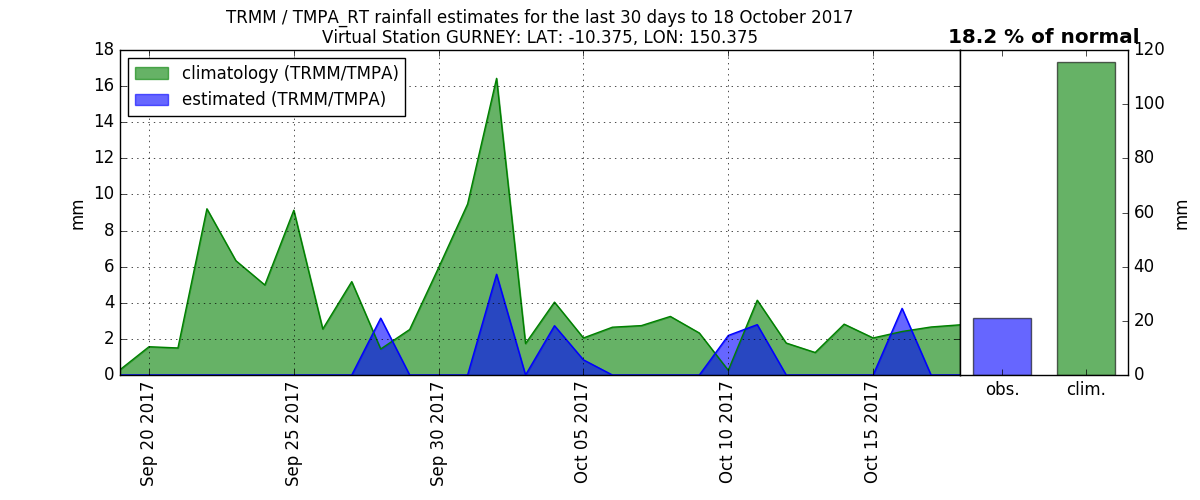 TRMM / TMPA_RT rainfall estimates for the last 30 days to 18 October 2017
Virtual Station GURNEY: LAT: -10.375, LON: 150.375
18.2 % of normal
climatology (TRMM/TMPA)
estimated (TRMM/TMPA)
mm
18
16
14
12
10
8
6
4
2
0
Sep 20 2017
Sep 25 2017
Sep 30 2017
Oct 05 2017
Oct 10 2017
Oct 15 2017
obs.
clim.
120
100
80
60
40
20
0
mm